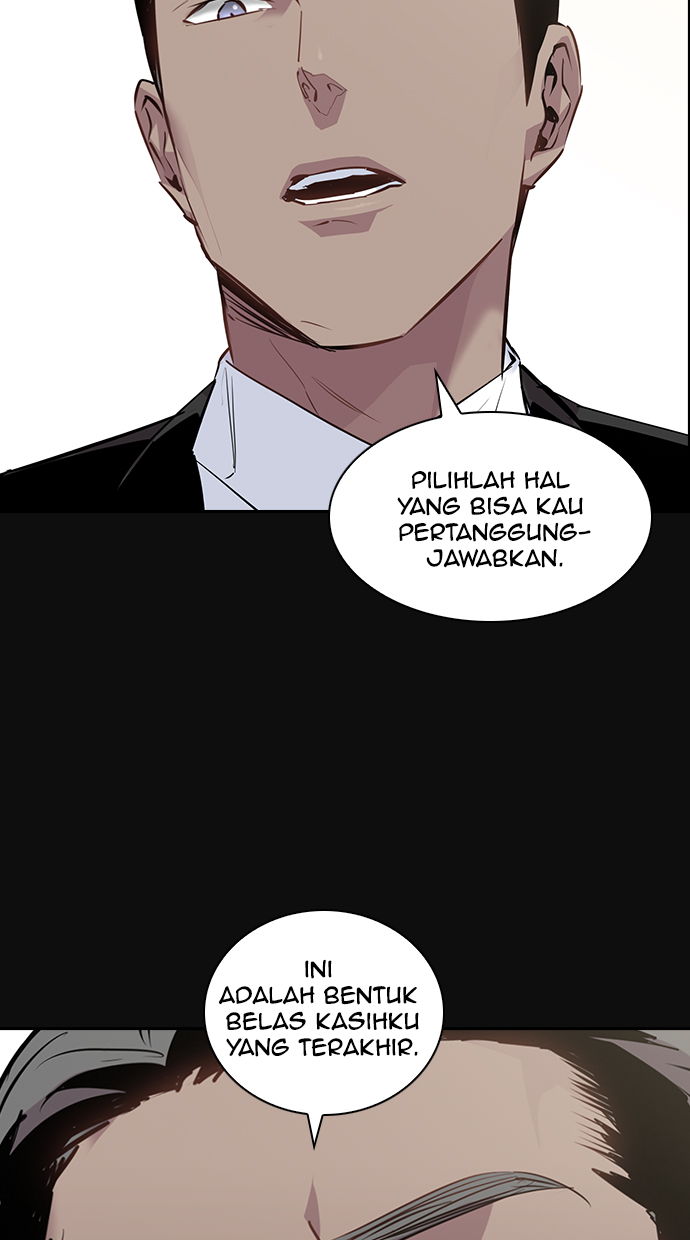 PILIHLAH HAL
YANG BISA KAU
PERTANGGUNG-
JAWABKAN.
INI
ADALAH BENTUK
BELAS KASIHKU
YANG TERAKHIR.